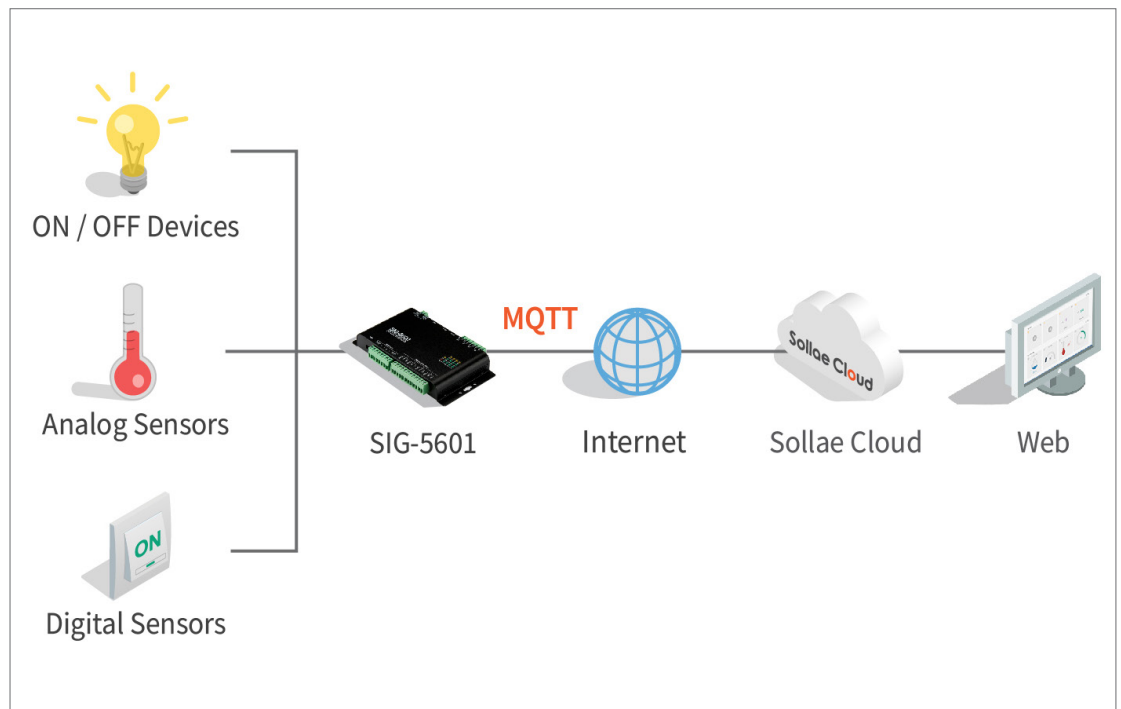 ON / OFF Devices
MQTT
Sollae Cloud
Analog Sensors
SIG-5601
Internet
Sollae Cloud
Web
ON
Digital Sensors